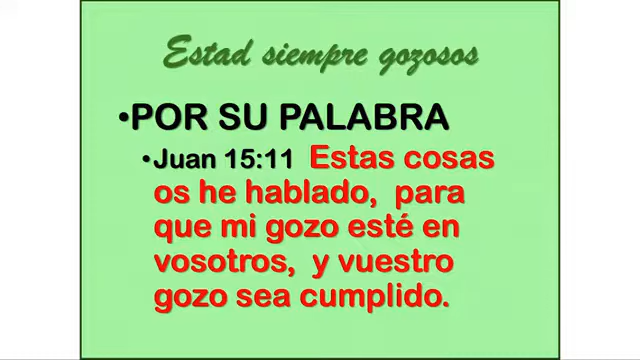 Estad siempre gozosos
•POR SU PALABRA
•Juan 15:11 Estas cosas
os he hablado, para
que mi gozo esté en
vosotros, y vuestro
gozo sea cumplido.